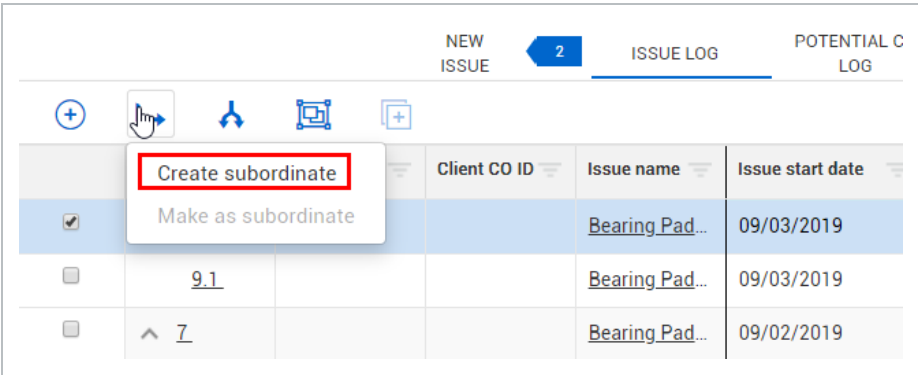 NEW
ISSUE
2
ISSUE LOG
POTENTIAL C
LOG
Create subordinate
Make as subordinate
Client CO ID
Issue name
Issue start date
Bearing Pad...
09/03/2019
9.1
Bearing Pad...
09/03/2019
7
Bearing Pad...
09/02/2019